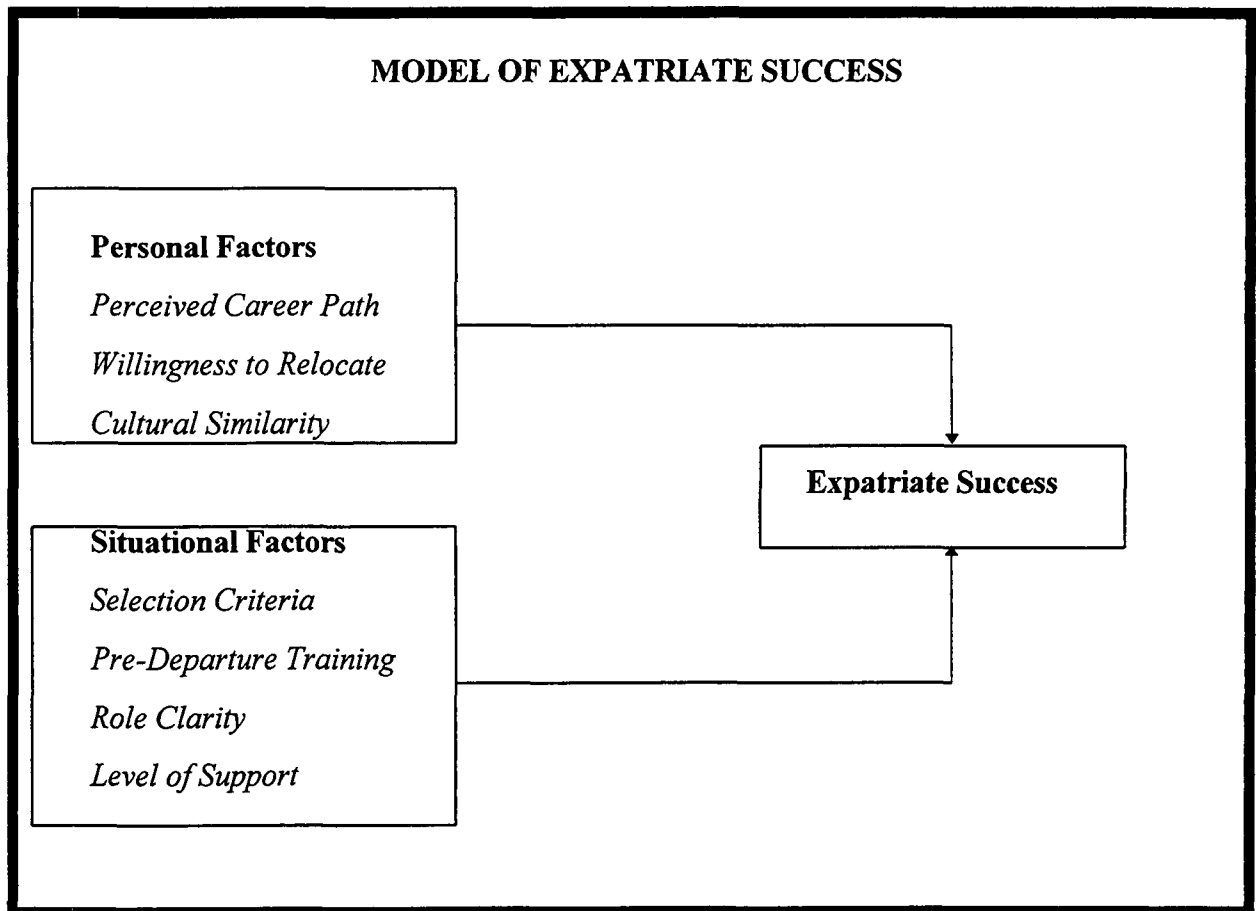 MODEL OF EXPATRIATE SUCCESS
Personal Factors
Perceived Career Path
Willingness to Relocate
Cultural Similarity
Expatriate Success
Situational Factors
Selection Criteria
Pre-Departure Training
Role Clarity
Level of Support